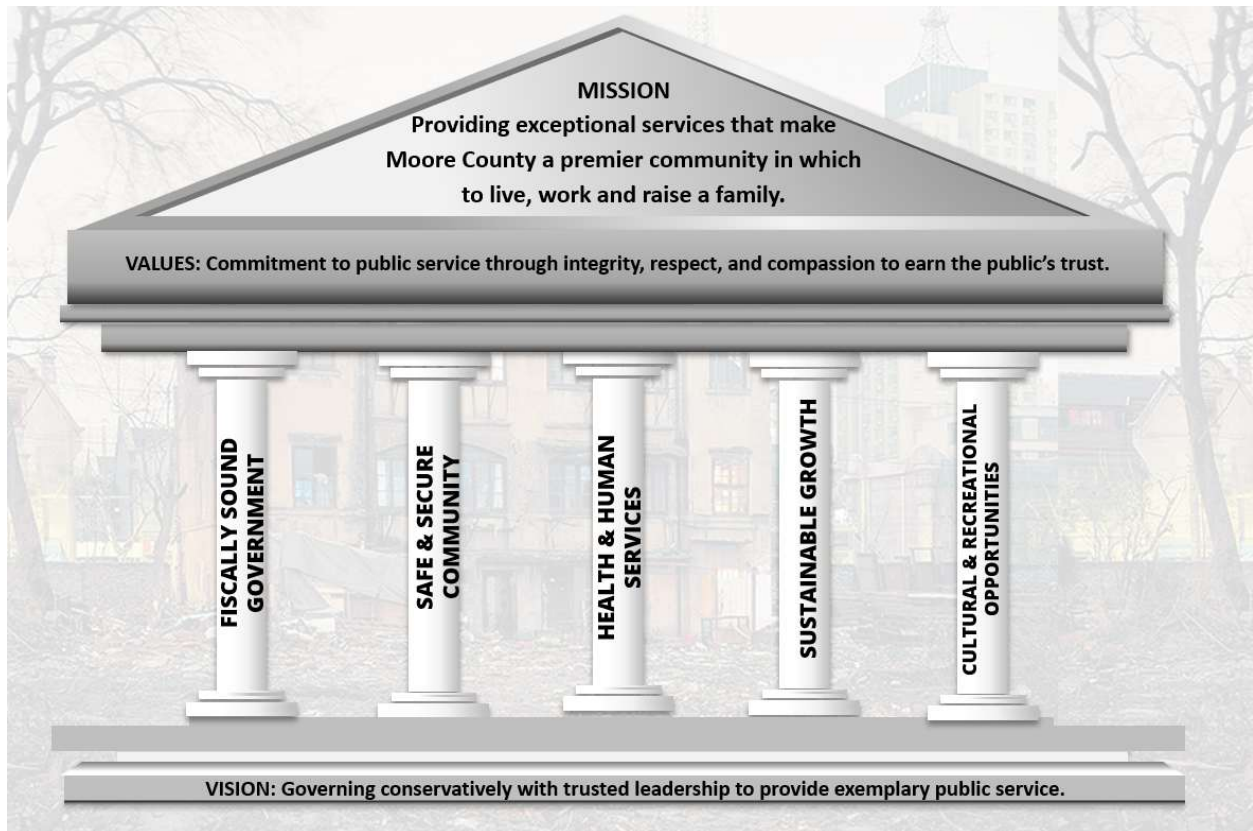 MISSION
Providing exceptional services that make
Moore County a premier community in which
to live, work and raise a family.
VALUES: Commitment to public service through integrity, respect, and compassion to earn the public’s trust.
FISCALLY SOUND
GOVERNMENT
SAFE & SECURE
COMMUNITY
HEALTH & HUMAN
SERVICES
SUSTAINABLE GROWTH
CULTURAL & RECREATIONAL
OPPORTUNITIES
VISION: Governing conservatively with trusted leadership to provide exemplary public service.